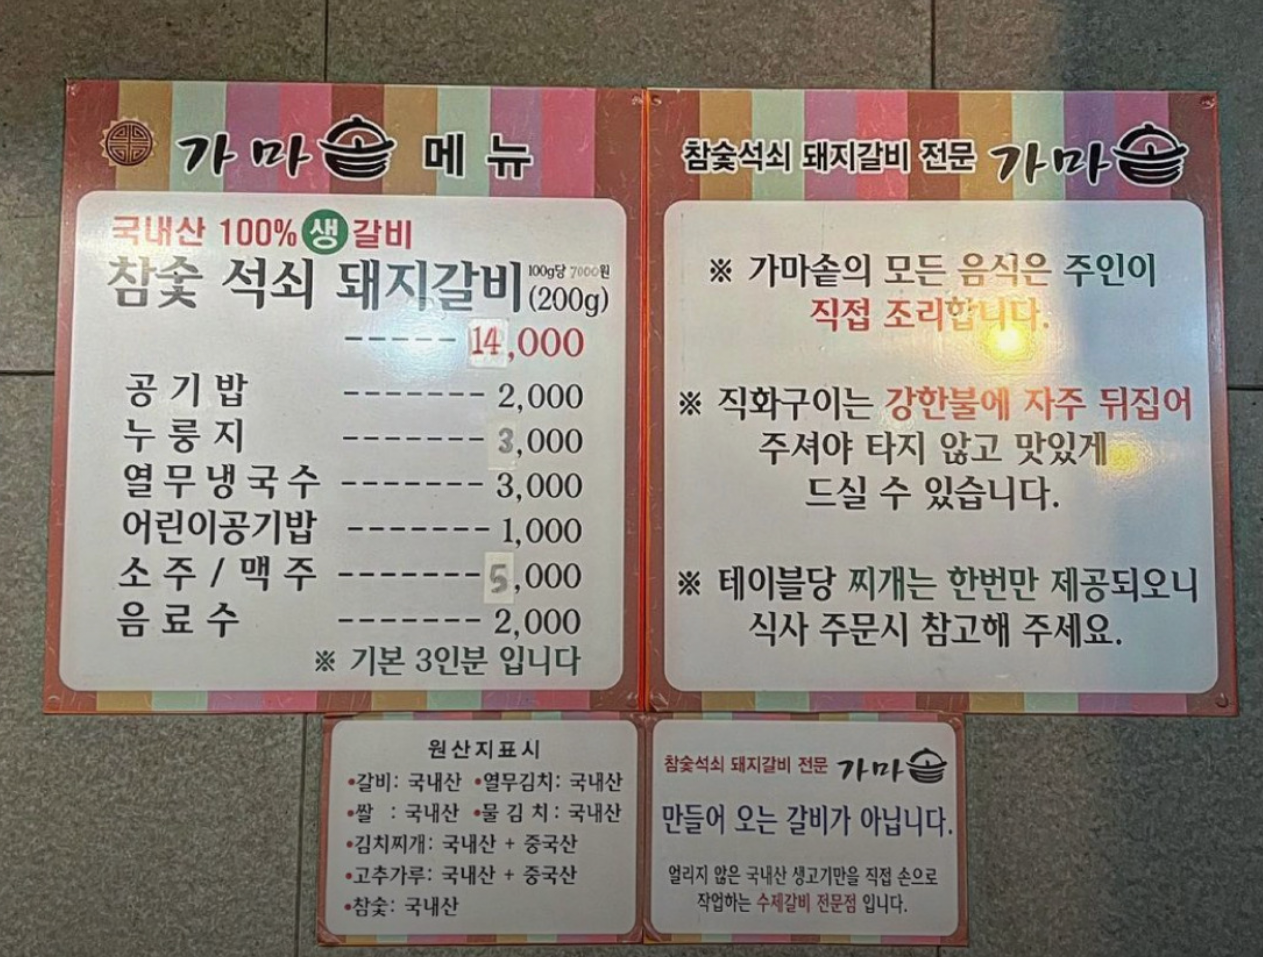 가마솥 메뉴
국내산 100% 생 갈비
참숯 석쇠 돼지갈비 100g당 7000원 (200g)
----- 14,000
공기밥 ------- 2,000
누룽지 ------- 3,000
열무냉국수 ------- 3,000
어린이공기밥 ------- 1,000
소주/맥주 ------- 5,000
음료수 ------- 2,000
※ 기본 3인분 입니다
참숯석쇠 돼지갈비 전문 가마솥
※ 가마솥의 모든 음식은 주인이
직접 조리합니다.
※ 직화구이는 강한불에 자주 뒤집어
주셔야 타지 않고 맛있게
드실 수 있습니다.
※ 테이블당 찌개는 한번만 제공되오니
식사 주문시 참고해 주세요.
원산지표시
•갈비: 국내산 •열무김치: 국내산
•쌀 : 국내산 •물김치: 국내산
•김치찌개: 국내산 + 중국산
•고추가루: 국내산 + 중국산
•참숯: 국내산
참숯석쇠 돼지갈비 전문 가마솥
만들어 오는 갈비가 아닙니다.
얼리지 않은 국내산 생고기만을 직접 손으로
작업하는 수제갈비 전문점 입니다.